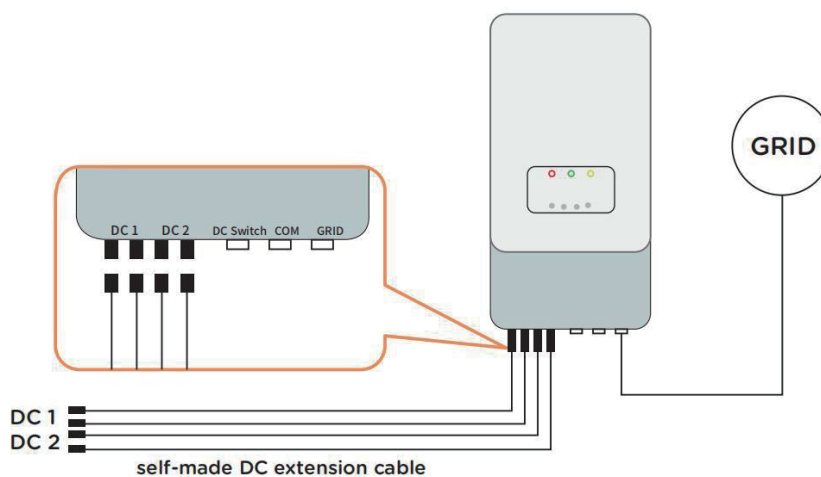 GRID
DC 1 DC 2 DC Switch COM GRID
DC 1
DC 2
self-made DC extension cable